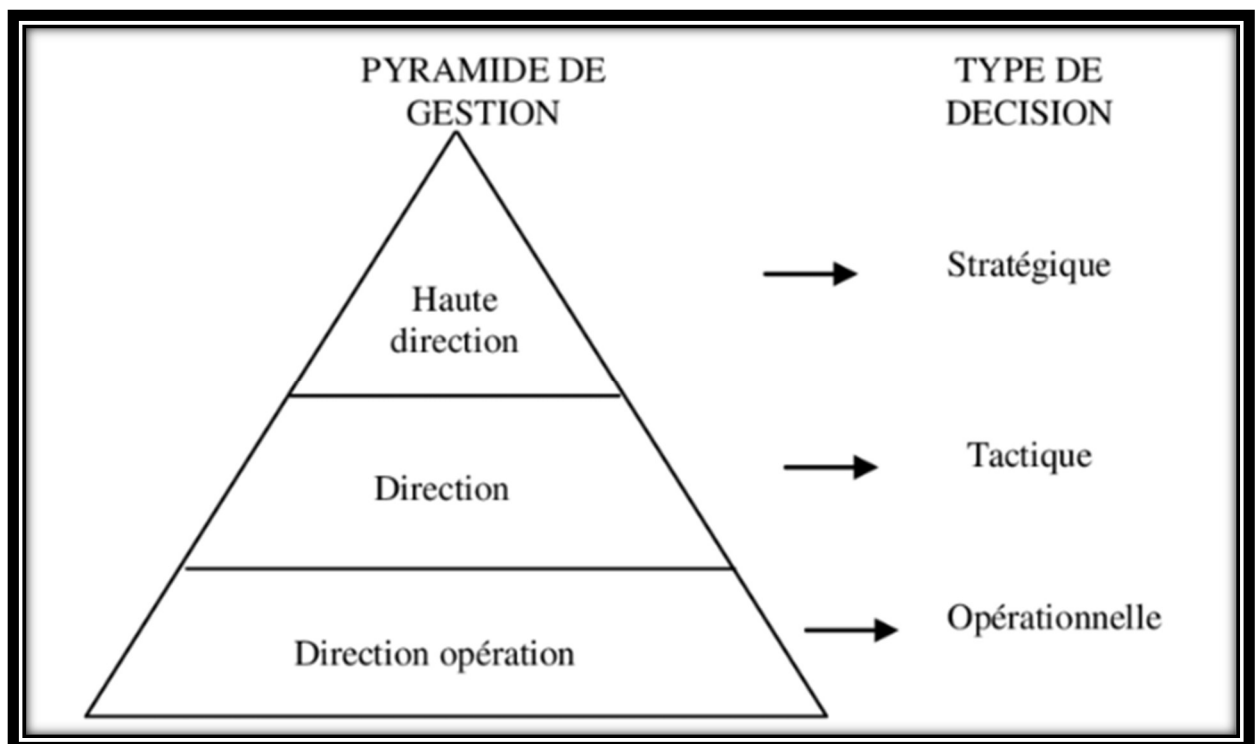 PYRAMIDE DE
GESTION
TYPE DE
DECISION
Haute
direction
Stratégique
Direction
Tactique
Direction opération
Opérationnelle